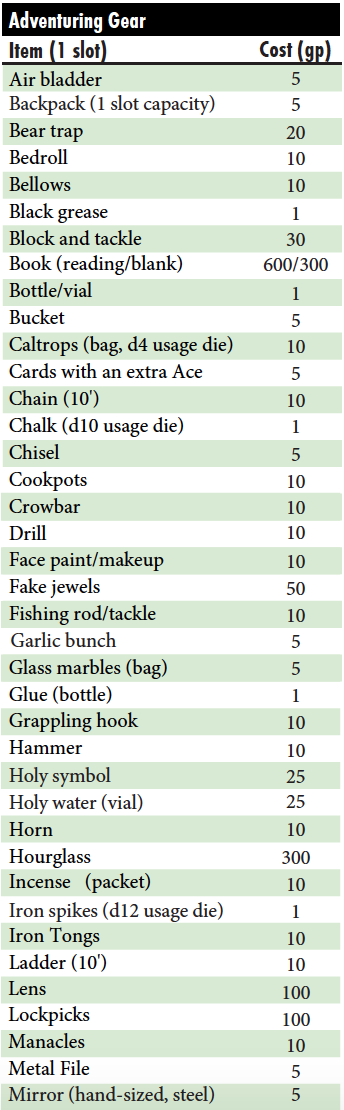 Adventuring Gear
Item (1 slot) Cost (gp)
Air bladder 5
Backpack (1 slot capacity) 5
Bear trap 20
Bedroll 10
Bellows 10
Black grease 1
Block and tackle 30
Book (reading/blank) 600/300
Bottle/vial 1
Bucket 5
Caltrops (bag, d4 usage die) 10
Cards with an extra Ace 5
Chain (10') 10
Chalk (d10 usage die) 1
Chisel 5
Cookpots 10
Crowbar 10
Drill 10
Face paint/makeup 10
Fake jewels 50
Fishing rod/tackle 10
Garlic bunch 5
Glass marbles (bag) 5
Glue (bottle) 1
Grappling hook 10
Hammer 10
Holy symbol 25
Holy water (vial) 25
Horn 10
Hourglass 300
Incense (packet) 10
Iron spikes (d12 usage die) 1
Iron Tongs 10
Ladder (10') 10
Lens 100
Lockpicks 100
Manacles 10
Metal File 5
Mirror (hand-sized, steel) 5